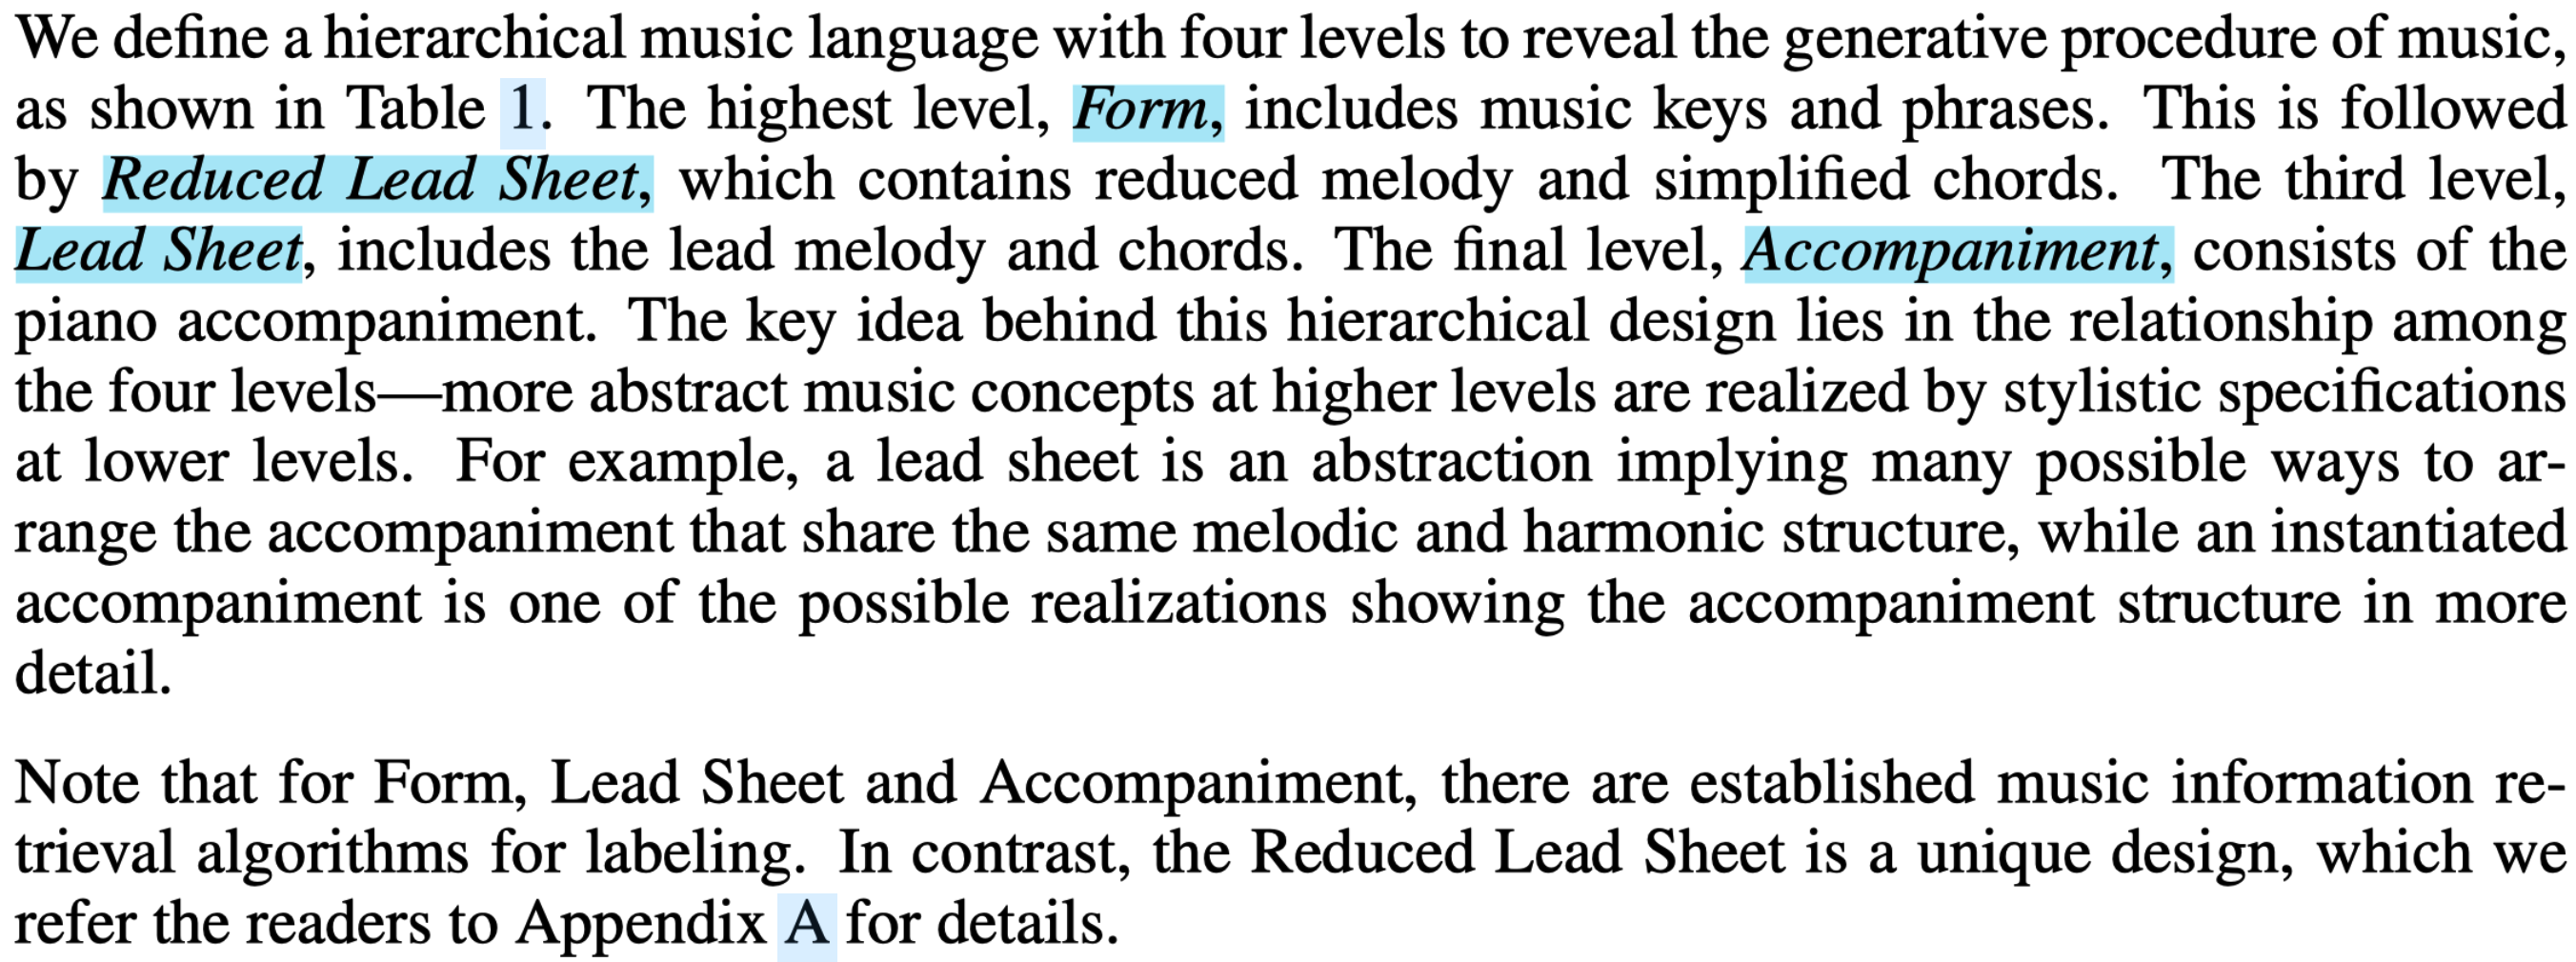 We define a hierarchical music language with four levels to reveal the generative procedure of music,
as shown in Table 1. The highest level, Form, includes music keys and phrases. This is followed
by Reduced Lead Sheet, which contains reduced melody and simplified chords. The third level,
Lead Sheet, includes the lead melody and chords. The final level, Accompaniment, consists of the
piano accompaniment. The key idea behind this hierarchical design lies in the relationship among
the four levels—more abstract music concepts at higher levels are realized by stylistic specifications
at lower levels. For example, a lead sheet is an abstraction implying many possible ways to ar-
range the accompaniment that share the same melodic and harmonic structure, while an instantiated
accompaniment is one of the possible realizations showing the accompaniment structure in more
detail.
Note that for Form, Lead Sheet and Accompaniment, there are established music information re-
trieval algorithms for labeling. In contrast, the Reduced Lead Sheet is a unique design, which we
refer the readers to Appendix A for details.